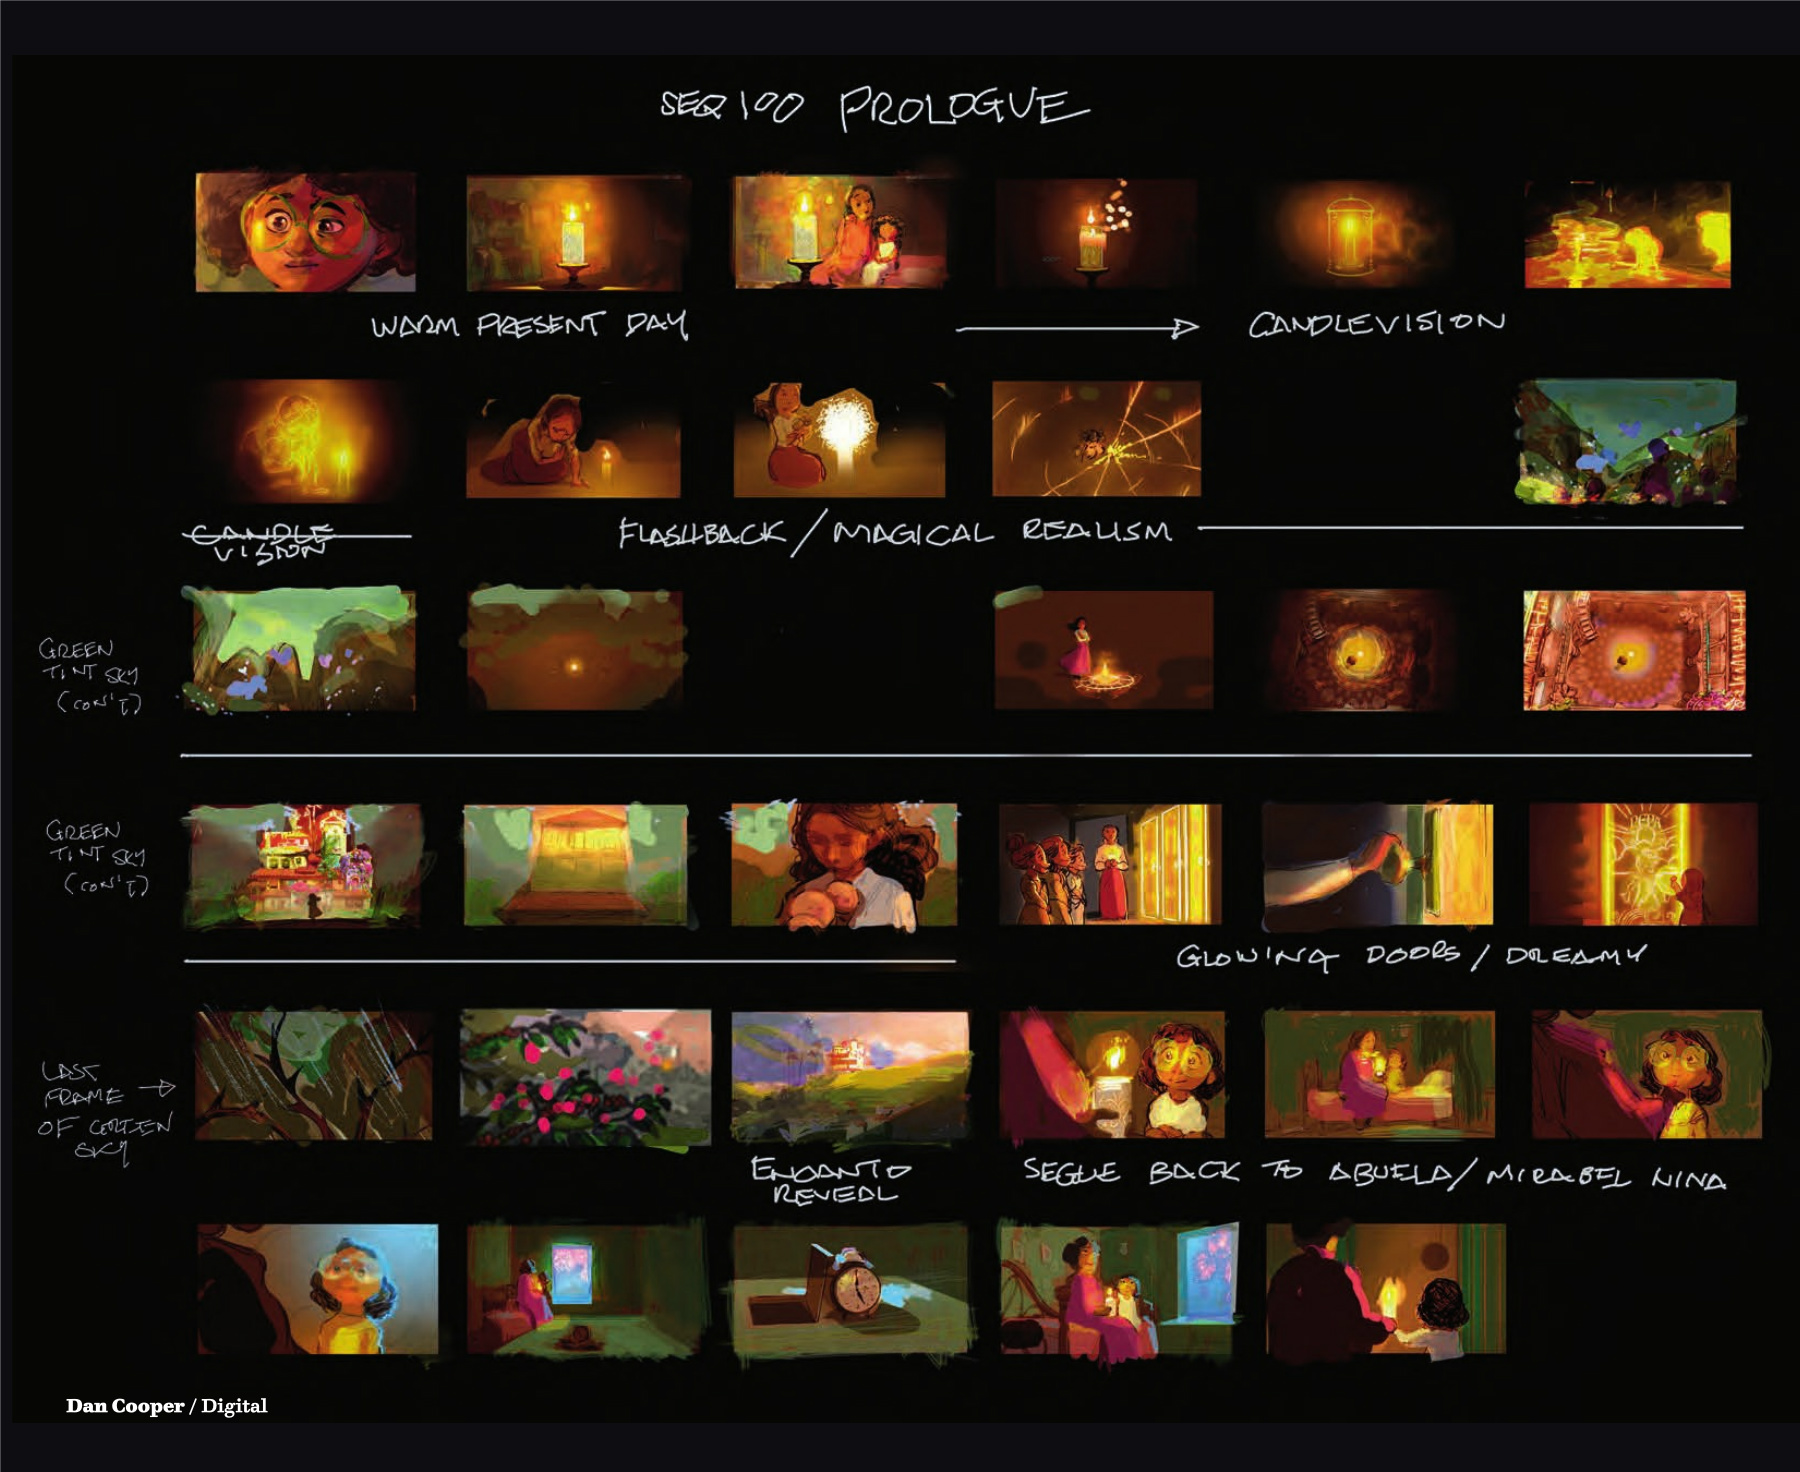 SEQ 100 PROLOGUE
WARM PRESENT DAY
CANDLEVISION
CANDLE
VISION
FLASHBACK / MAGICAL REALISM
GREEN
TINT SKY
(CON'T)
GREEN
TINT SKY
(CON'T)
PEPA
GLOWING DOORS / DREAMY
LAST
FRAME
OF GREEN
SKY
ENCANTO
REVEAL
SEGUE BACK TO ABUELA / MIRABEL NINA
Dan Cooper / Digital